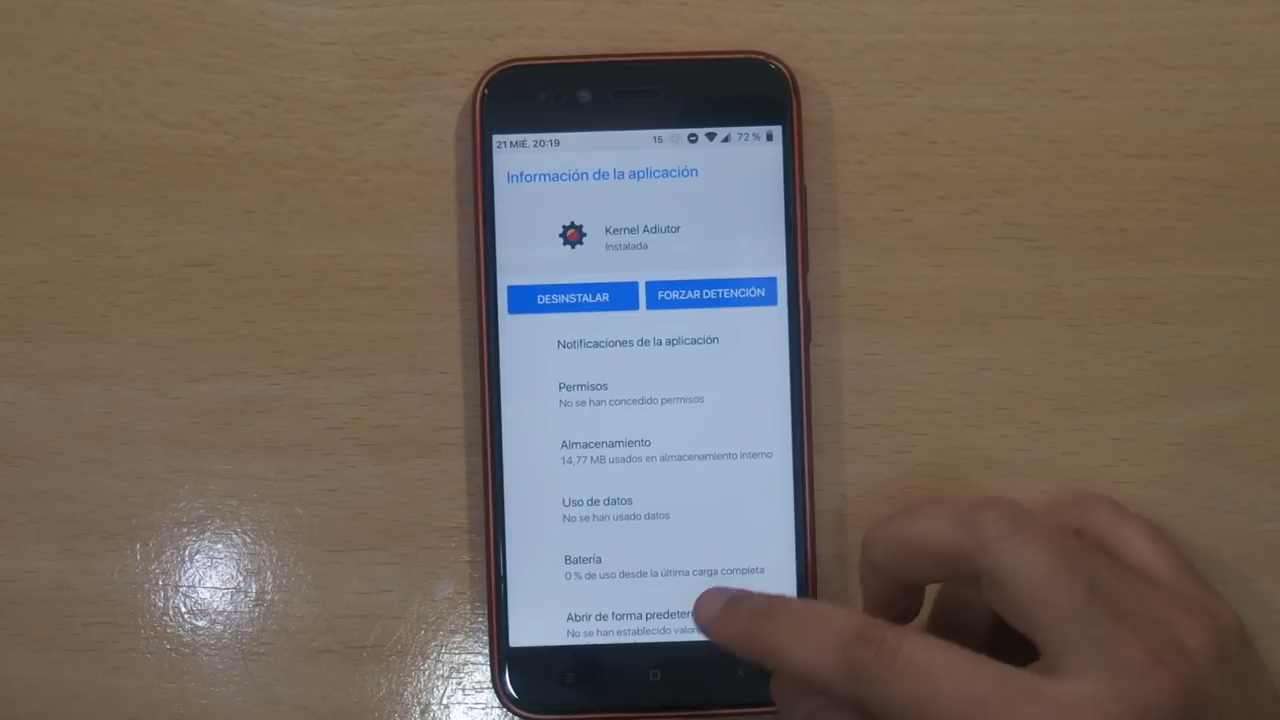 21 MIÉ. 20:19 15 72 %
Información de la aplicación
Kernel Adiutor
Instalada
DESINSTALAR FORZAR DETENCIÓN
Notificaciones de la aplicación
Permisos
No se han concedido permisos
Almacenamiento
14,77 MB usados en almacenamiento interno
Uso de datos
No se han usado datos
Batería
0 % de uso desde la última carga completa
Abrir de forma
No se han establecido